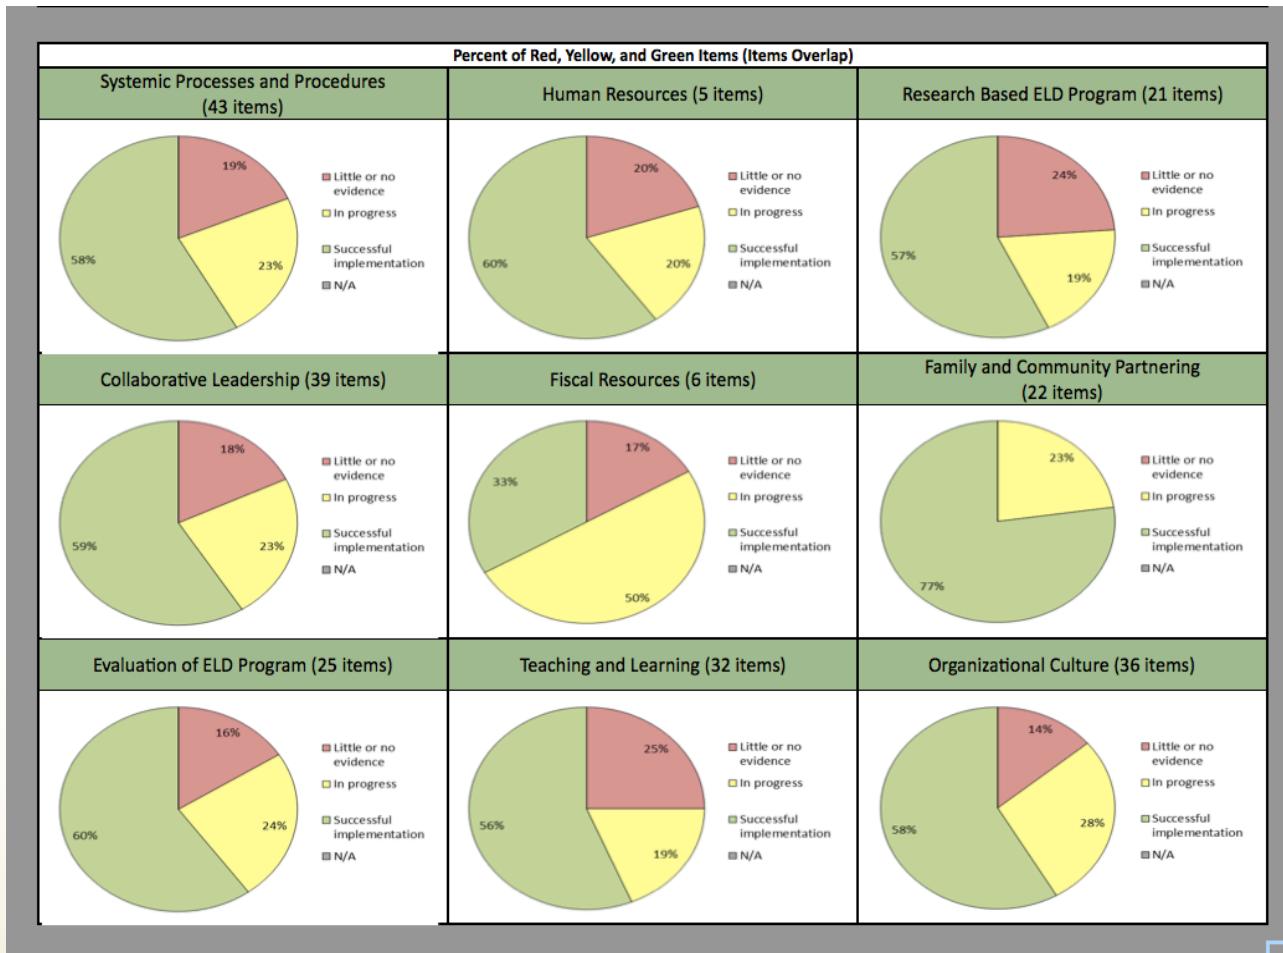 Percent of Red, Yellow, and Green Items (Items Overlap)
Systemic Processes and Procedures
(43 items)
Human Resources (5 items)
Research Based ELD Program (21 items)
19%
23%
58%
Little or no
evidence
In progress
Successful
implementation
N/A
20%
20%
60%
Little or no
evidence
In progress
Successful
implementation
N/A
24%
19%
57%
Little or no
evidence
In progress
Successful
implementation
N/A
Collaborative Leadership (39 items)
Fiscal Resources (6 items)
Family and Community Partnering
(22 items)
18%
23%
59%
Little or no
evidence
In progress
Successful
implementation
N/A
17%
33%
50%
Little or no
evidence
In progress
Successful
implementation
N/A
23%
77%
Little or no
evidence
In progress
Successful
implementation
N/A
Evaluation of ELD Program (25 items)
Teaching and Learning (32 items)
Organizational Culture (36 items)
16%
24%
60%
Little or no
evidence
In progress
Successful
implementation
N/A
25%
56%
19%
Little or no
evidence
In progress
Successful
implementation
N/A
14%
28%
58%
Little or no
evidence
In progress
Successful
implementation
N/A